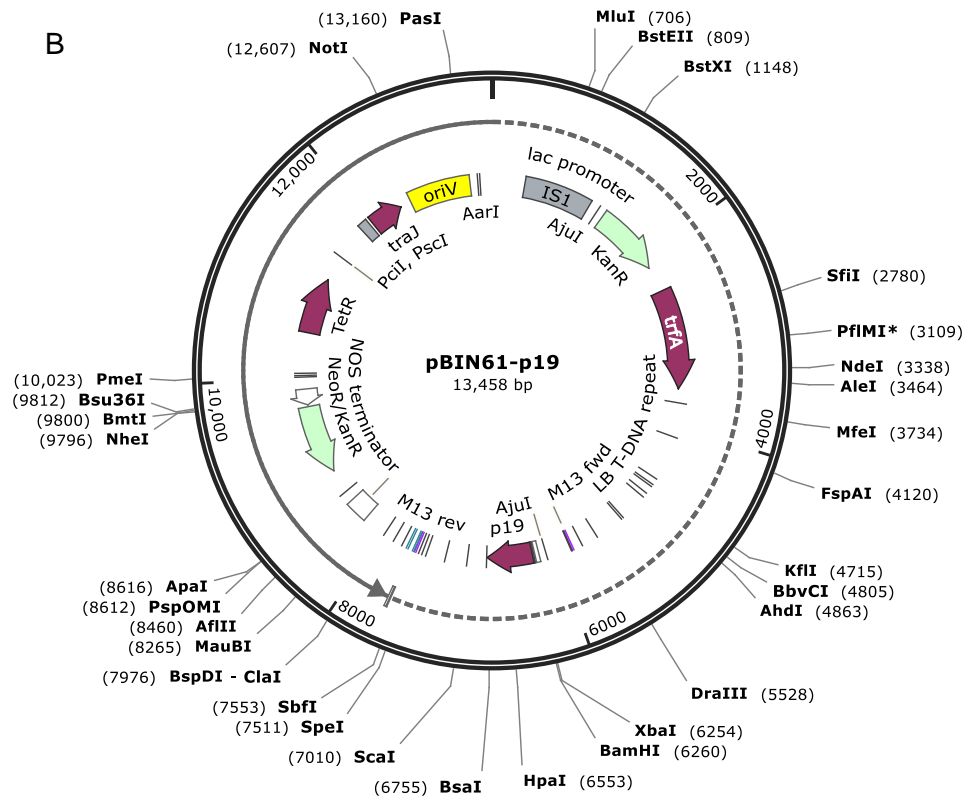 B
(13,160) PasI
(12,607) NotI
MluI (706)
BstEII (809)
BstXI (1148)
SfiI (2780)
PflMI* (3109)
NdeI (3338)
AleI (3464)
MfeI (3734)
FspAI (4120)
KflI (4715)
BbvCI (4805)
AhdI (4863)
DraIII (5528)
XbaI (6254)
BamHI (6260)
HpaI (6553)
(6755) BsaI
(7010) ScaI
(7511) SpeI
(7553) SbfI
(7976) BspDI - ClaI
(8265) MauBI
(8460) AflII
(8612) PspOMI
(8616) ApaI
(9796) NheI
(9800) BmtI
(9812) Bsu36I
(10,023) PmeI
2000
4000
6000
8000
10,000
12,000
lac promoter
IS1
AjuI
KanR
trfA
LB T-DNA repeat
M13 fwd
AjuI
p19
M13 rev
NOS terminator
NeoR/KanR
TetR
PciI, PscI
traJ
oriV
AarI
pBIN61-p19
13,458 bp